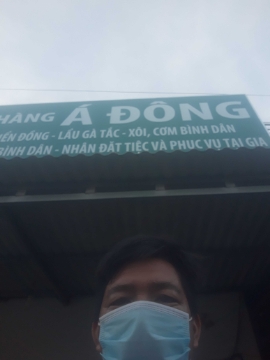 HÀNG Á ĐÔNG
ẾN ĐỒNG - LẨU GÀ TẮC - XÔI, CƠM BÌNH DÂN
BÌNH DÂN - NHẬN ĐẶT TIỆC VÀ PHỤC VỤ TẠI GIA